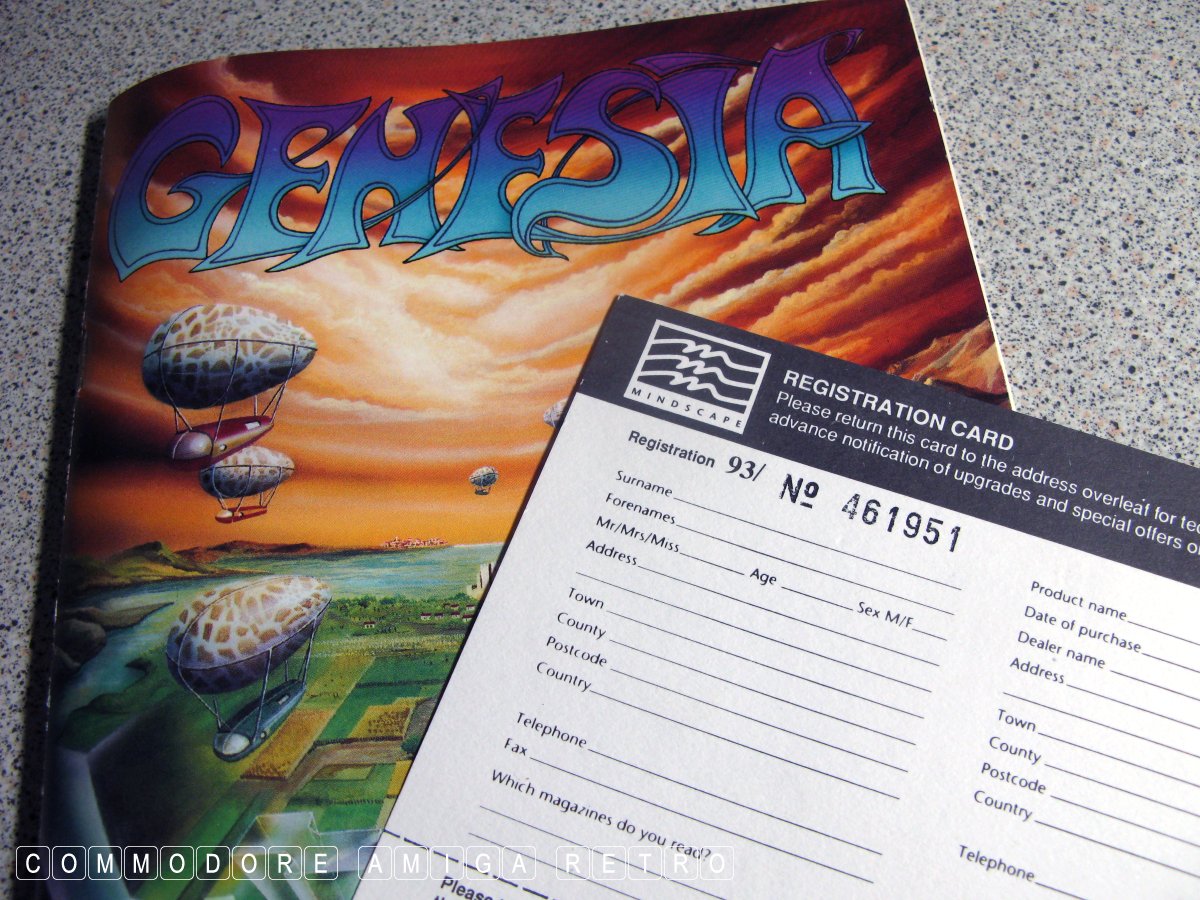 GENESIA
MINDSCAPE
REGISTRATION CARD
Please return this card to the address overleaf for
advance notification of upgrades and special offers
Registration 93/ Nº 461951
Surname
Forenames
Mr/Mrs/Miss Age Sex M/F
Address
Town
County
Postcode
Country
Telephone
Fax
Which magazines do you read?
Please
Product name
Date of purchase
Dealer name
Address
Town
County
Postcode
Country
Telephone
COMMODORE AMIGA RETRO